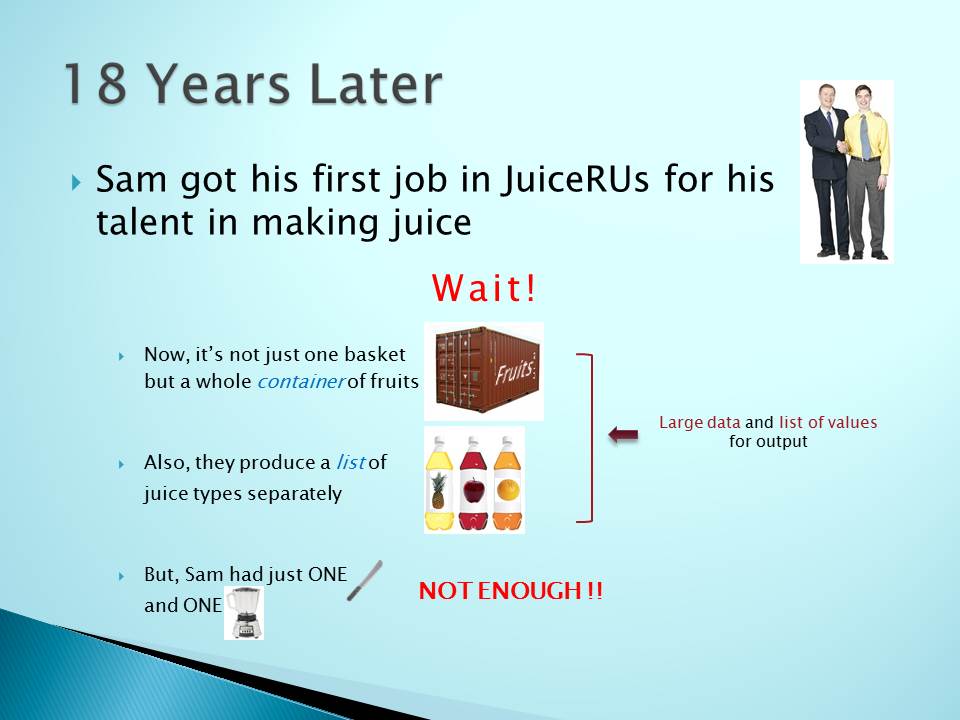 18 Years Later
Sam got his first job in JuiceRUs for his
talent in making juice
Wait!
Now, it’s not just one basket
but a whole container of fruits
Fruits
Large data and list of values
for output
Also, they produce a list of
juice types separately
But, Sam had just ONE
and ONE
NOT ENOUGH !!